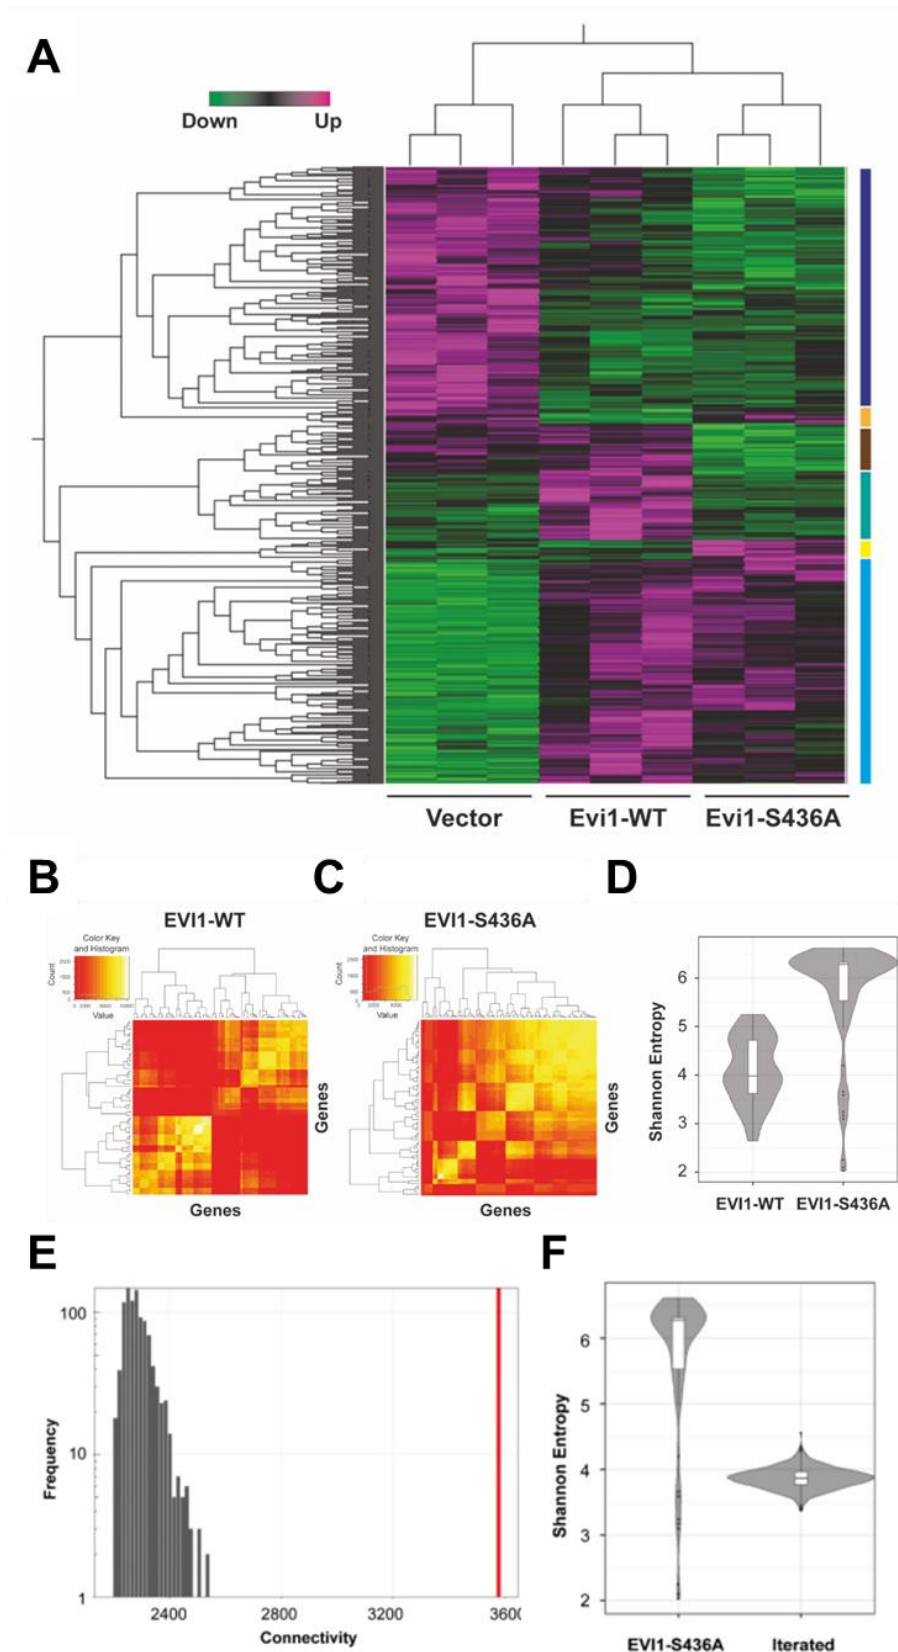 A
Down
Up
Vector
Evi1-WT
Evi1-S436A
B
C
D
EVI1-WT
EVI1-S436A
Color Key
and Histogram
Count
Value
Genes
Genes
Color Key
and Histogram
Count
Value
Genes
Genes
Shannon Entropy
6
5
4
3
2
EVI1-WT
EVI1-S436A
E
F
Frequency
100
10
1
2400
2800
3200
3600
Connectivity
Shannon Entropy
6
5
4
3
2
EVI1-S436A
Iterated